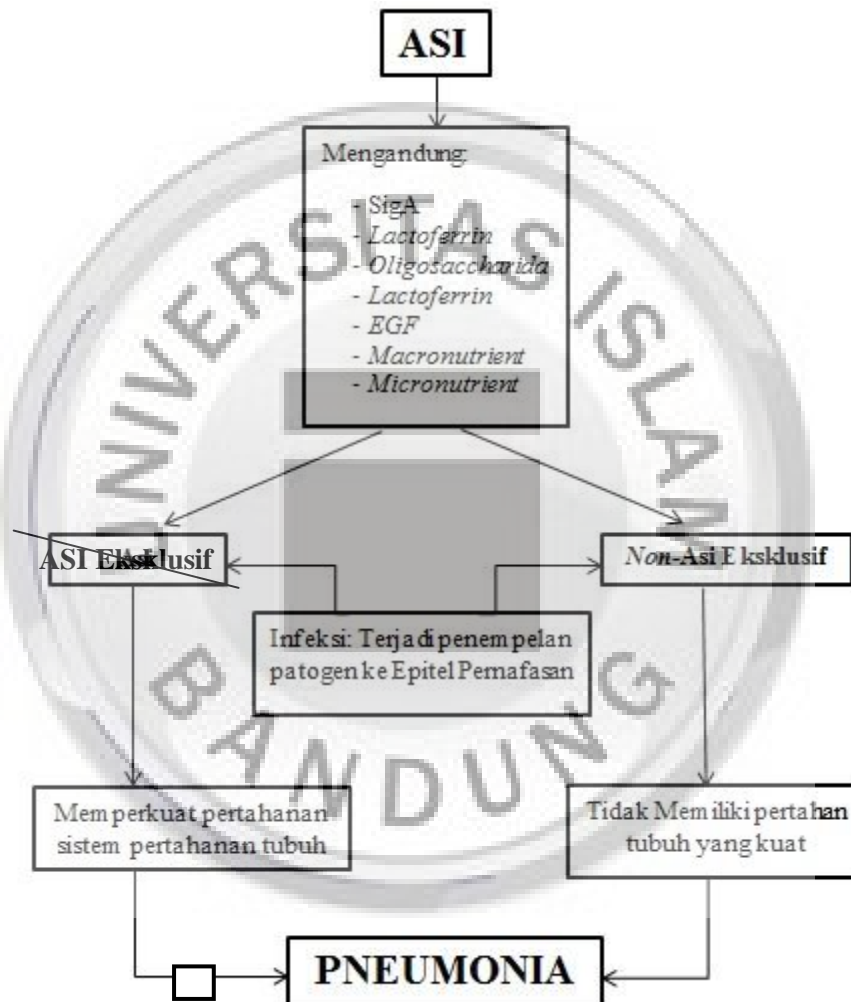 ASI
Mengandung:
- SigA
- Lactoferrin
- Oligosaccharida
- Lactoferrin
- EGF
- Macronutrient
- Micronutrient
ASI Eksklusif
Non-Asi Eksklusif
Infeksi: Terjadi penempelan
patogen ke Epitel Pernafasan
Memperkuat pertahanan
sistem pertahanan tubuh
Tidak Memiliki pertahan
tubuh yang kuat
PNEUMONIA
UNIVERSITAS ISLAM
BANDUNG